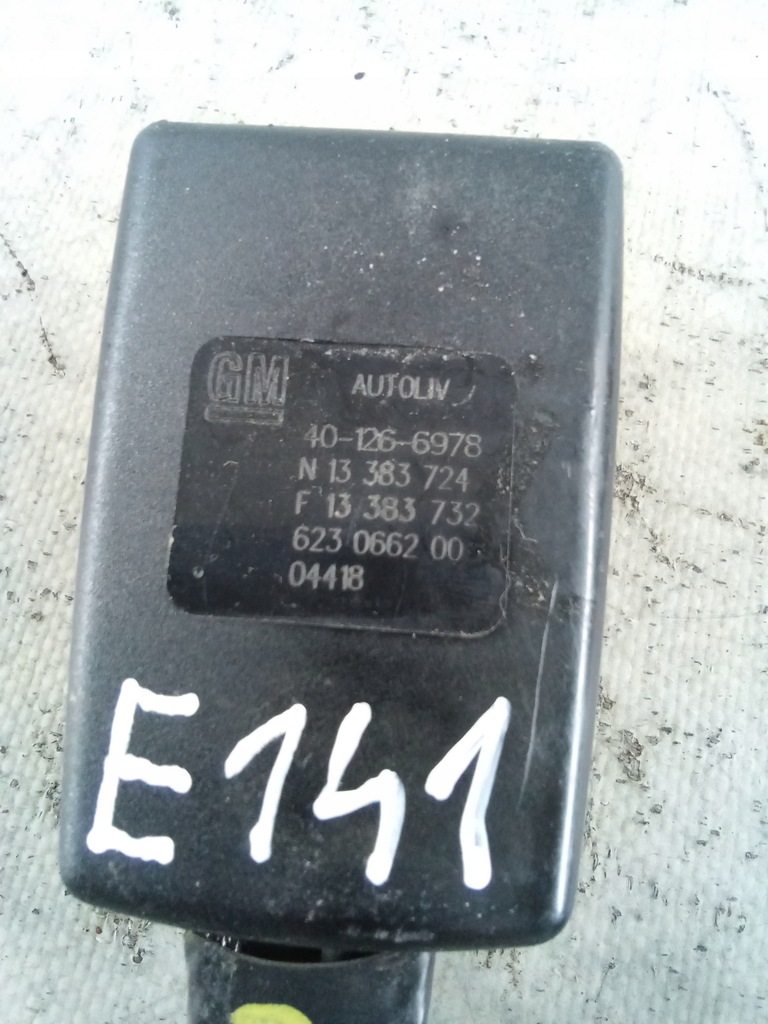 GM AUTOLIV
40-126-6978
N 13 383 724
F 13 383 732
623 0662 00
04418
E141